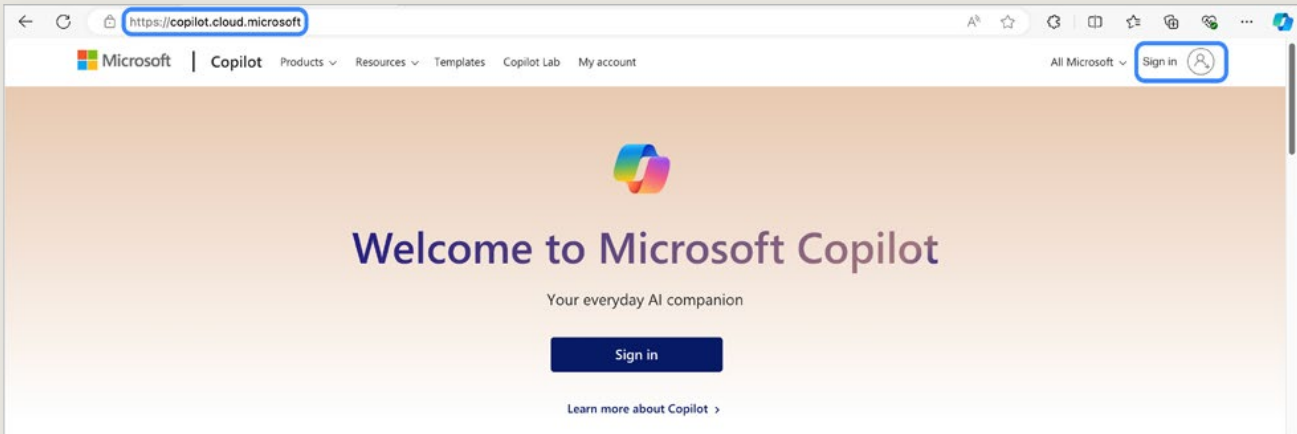 https://copilot.cloud.microsoft
Microsoft | Copilot Products Resources Templates Copilot Lab My account All Microsoft Sign in
Welcome to Microsoft Copilot
Your everyday AI companion
Sign in
Learn more about Copilot >